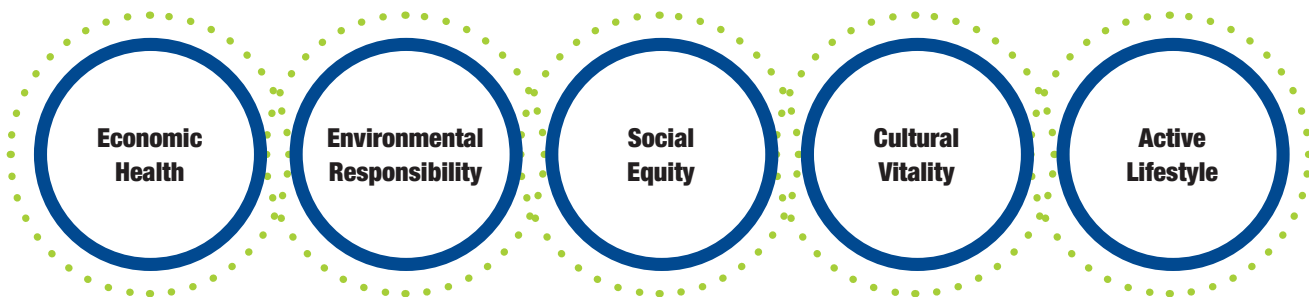 Economic
Health
Environmental
Responsibility
Social
Equity
Cultural
Vitality
Active
Lifestyle